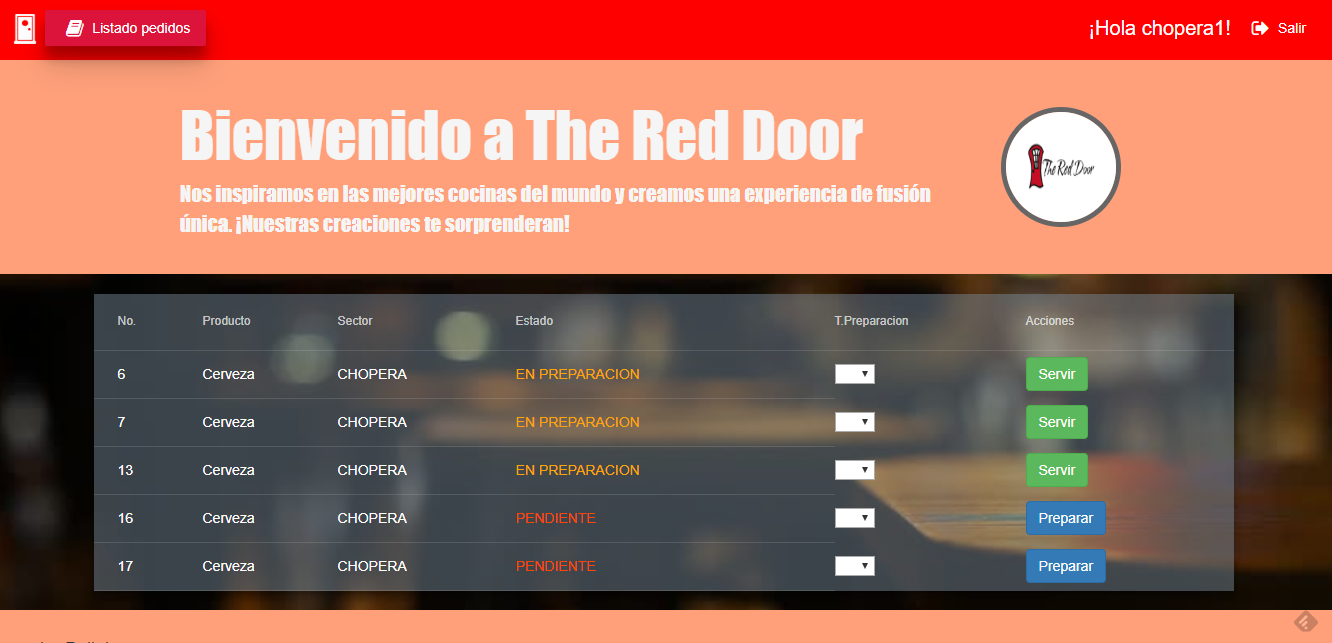 Listado pedidos
¡Hola chopera1!
Salir
Bienvenido a The Red Door
Nos inspiramos en las mejores cocinas del mundo y creamos una experiencia de fusión
única. ¡Nuestras creaciones te sorprenderan!
The Red Door
No. Producto Sector Estado T.Preparacion Acciones
6 Cerveza CHOPERA EN PREPARACION Servir
7 Cerveza CHOPERA EN PREPARACION Servir
13 Cerveza CHOPERA EN PREPARACION Servir
16 Cerveza CHOPERA PENDIENTE Preparar
17 Cerveza CHOPERA PENDIENTE Preparar